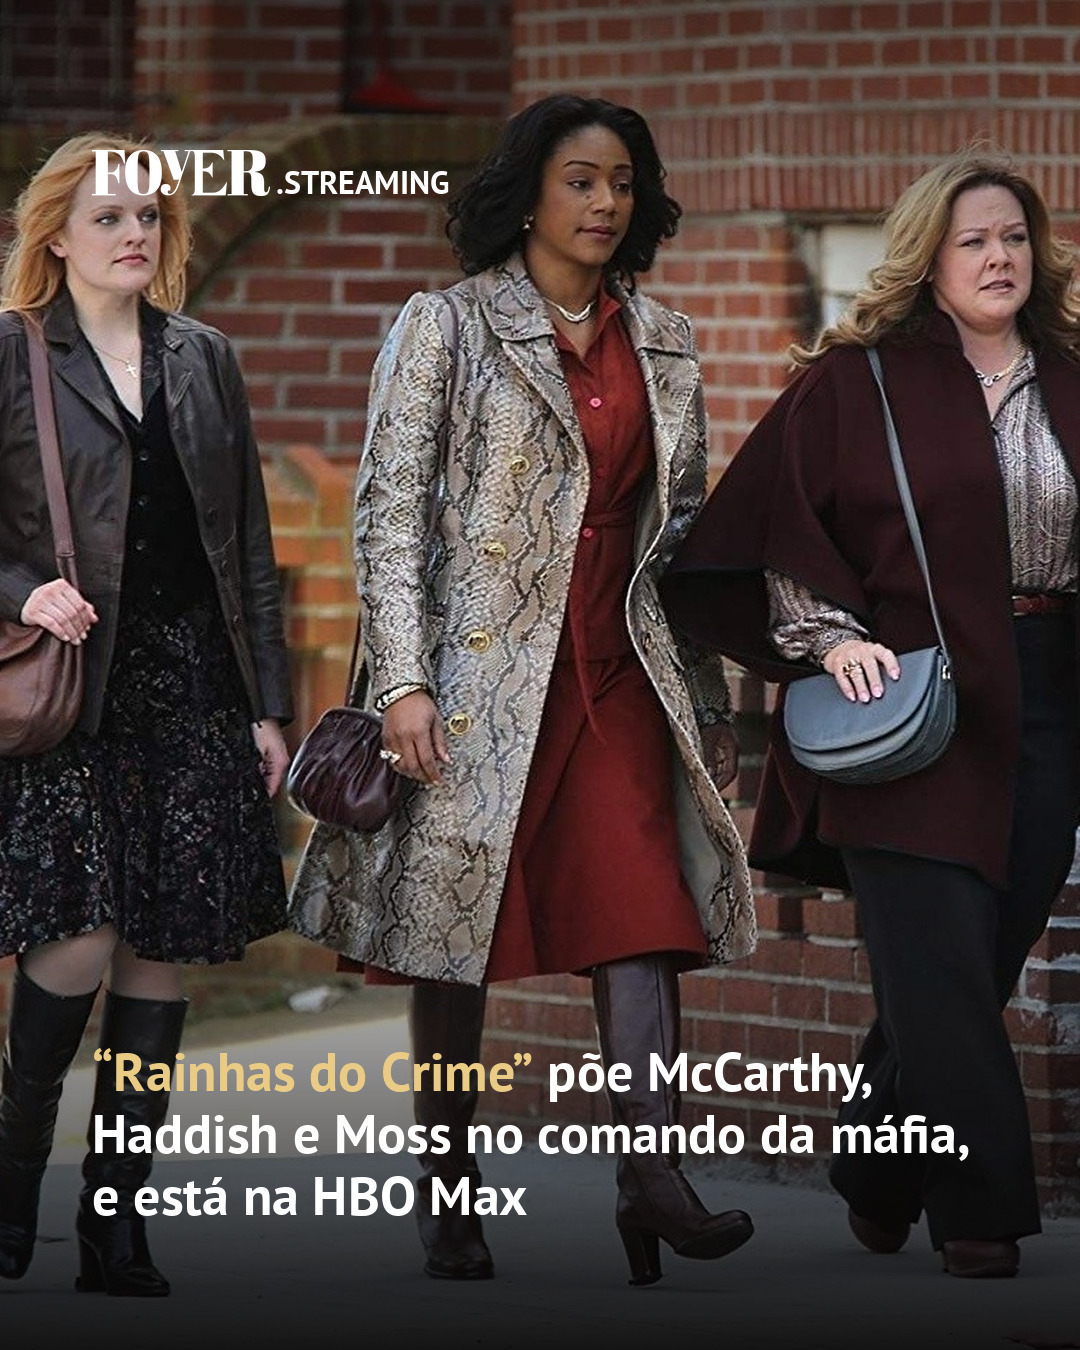 FOYER.STREAMING
“Rainhas do Crime” põe McCarthy,
Haddish e Moss no comando da máfia,
e está na HBO Max